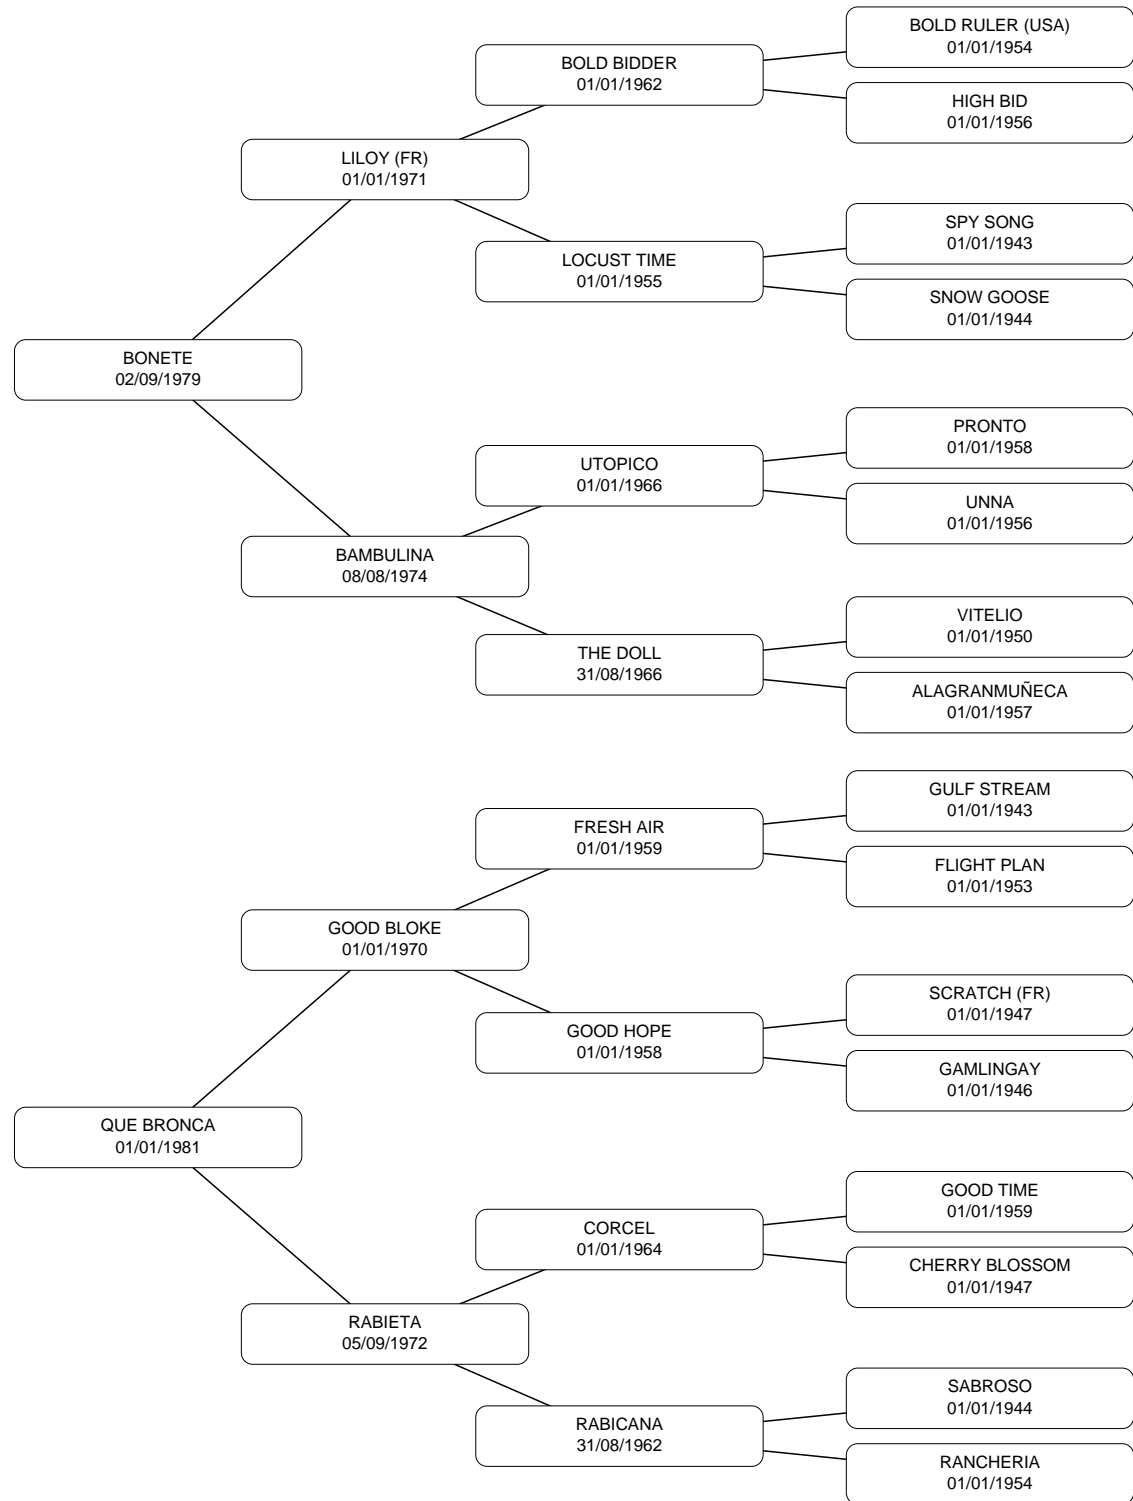 BOLD RULER (USA)
01/01/1954
BOLD BIDDER
01/01/1962
HIGH BID
01/01/1956
LILOY (FR)
01/01/1971
SPY SONG
01/01/1943
LOCUST TIME
01/01/1955
SNOW GOOSE
01/01/1944
BONETE
02/09/1979
PRONTO
01/01/1958
UTOPICO
01/01/1966
UNNA
01/01/1956
BAMBULINA
08/08/1974
VITELIO
01/01/1950
THE DOLL
31/08/1966
ALAGRANMUÑECA
01/01/1957
GULF STREAM
01/01/1943
FRESH AIR
01/01/1959
FLIGHT PLAN
01/01/1953
GOOD BLOKE
01/01/1970
SCRATCH (FR)
01/01/1947
GOOD HOPE
01/01/1958
GAMLINGAY
01/01/1946
QUE BRONCA
01/01/1981
GOOD TIME
01/01/1959
CORCEL
01/01/1964
CHERRY BLOSSOM
01/01/1947
RABIETA
05/09/1972
SABROSO
01/01/1944
RABICANA
31/08/1962
RANCHERIA
01/01/1954